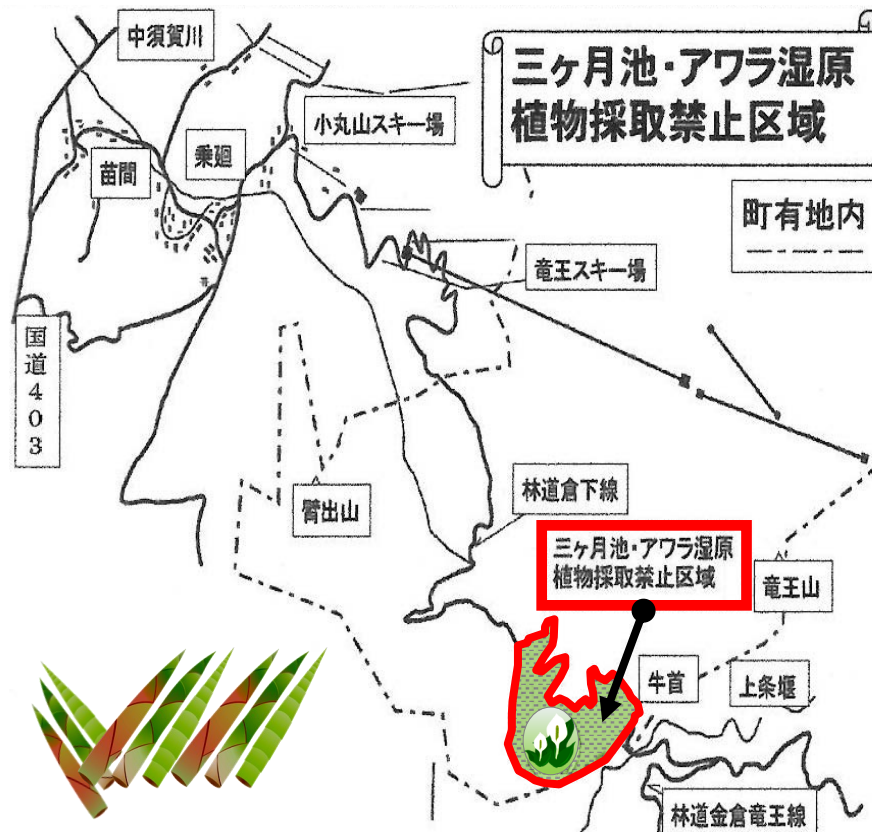 中須賀川
三ヶ月池・アワラ湿原
植物採取禁止区域
小丸山スキー場
乗廻
苗間
町有地内
竜王スキー場
国道403
林道倉下線
臂出山
三ヶ月池・アワラ湿原
植物採取禁止区域
竜王山
牛首
上条堰
林道金倉竜王線